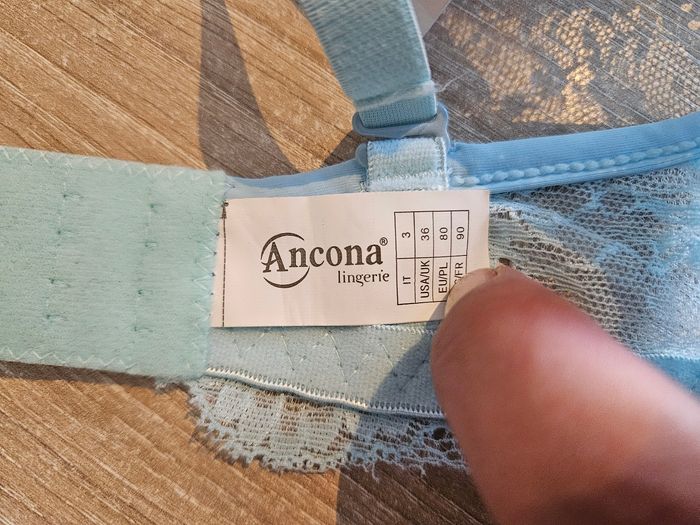 Ancona®
lingerie
IT 3
USA/UK 36
EU/PL 80
/FR 90